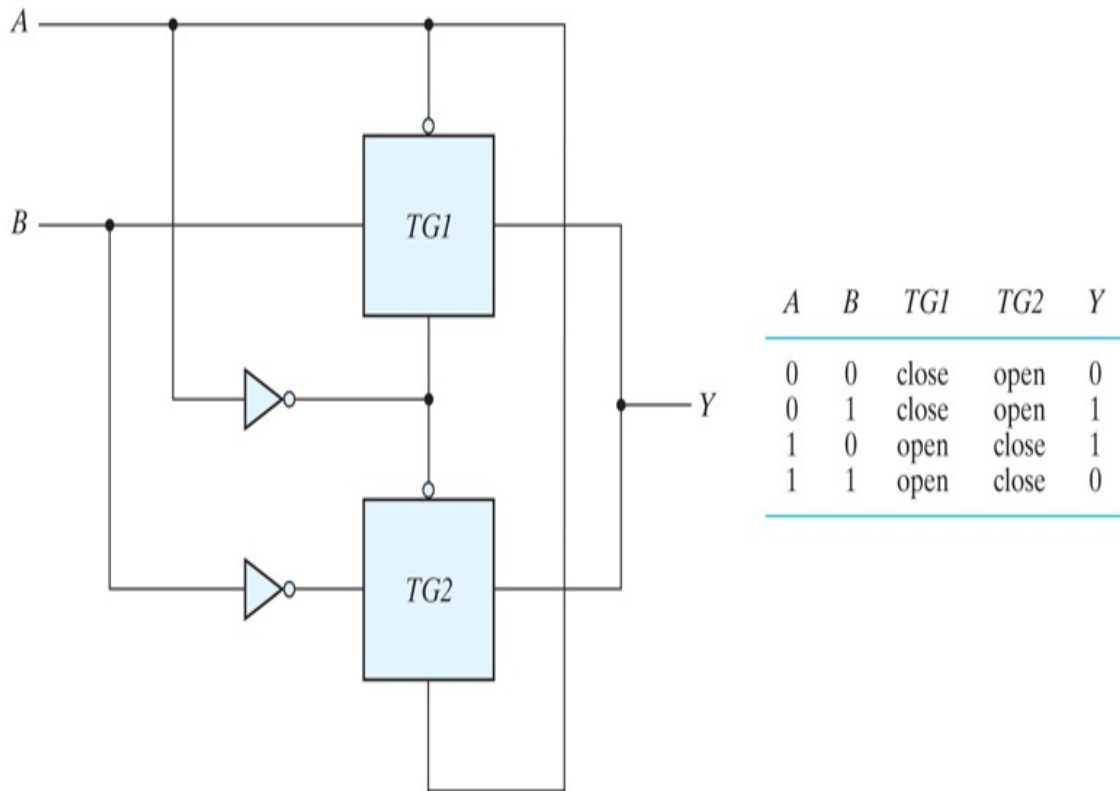 A
B
TG1
TG2
Y
A B TG1 TG2 Y
0 0 close open 0
0 1 close open 1
1 0 open close 1
1 1 open close 0